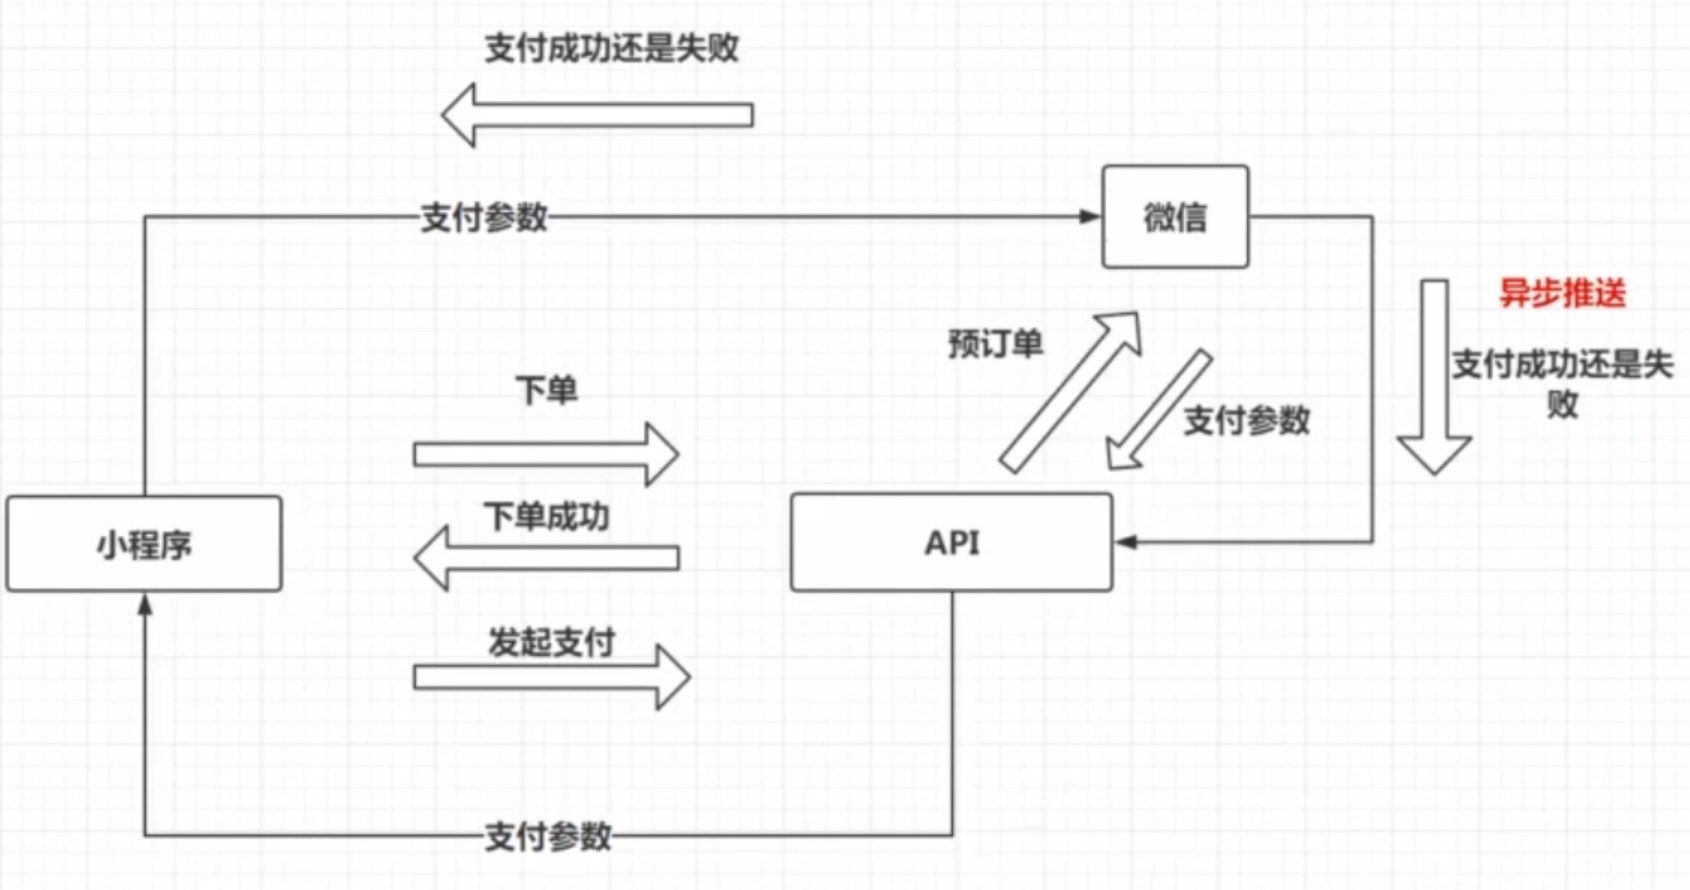 支付成功还是失败
支付参数
微信
异步推送
预订单
支付成功还是失
败
下单
支付参数
下单成功
小程序
API
发起支付
支付参数